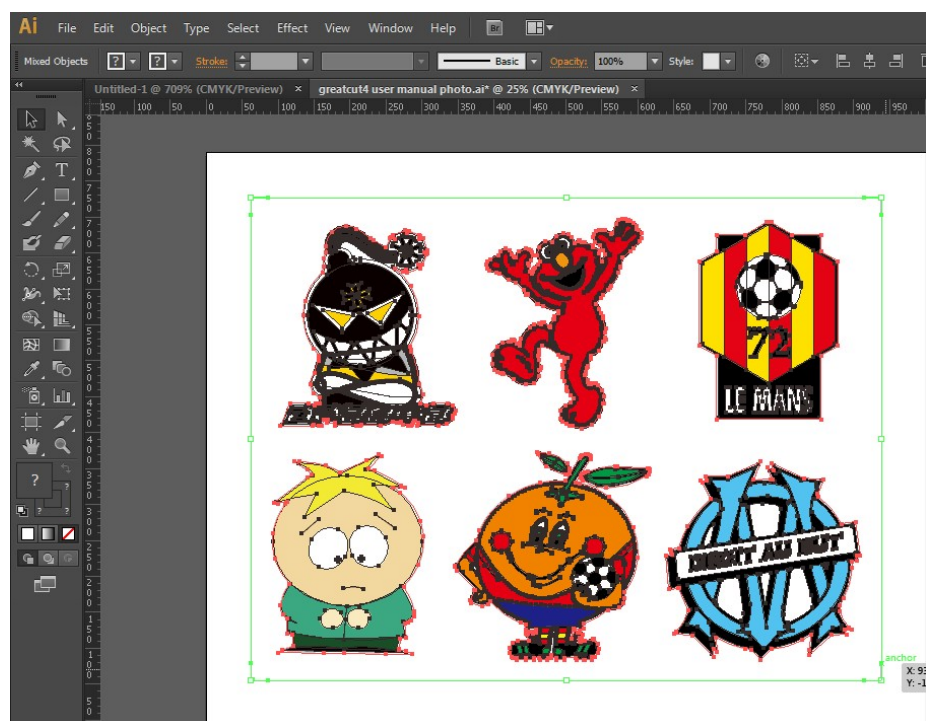 Ai File Edit Object Type Select Effect View Window Help Br
Mixed Objects ? ? Stroke: Basic Opacity: 100% Style:
Untitled-1 @ 709% (CMYK/Preview) × greatcut4 user manual photo.ai* @ 25% (CMYK/Preview) ×
150 100 50 0 50 100 150 200 250 300 350 400 450 500 550 600 650 700 750 800 850 900 950
72
LE MANS
DROIT AU BUT
anchor
X: 93
Y: -1